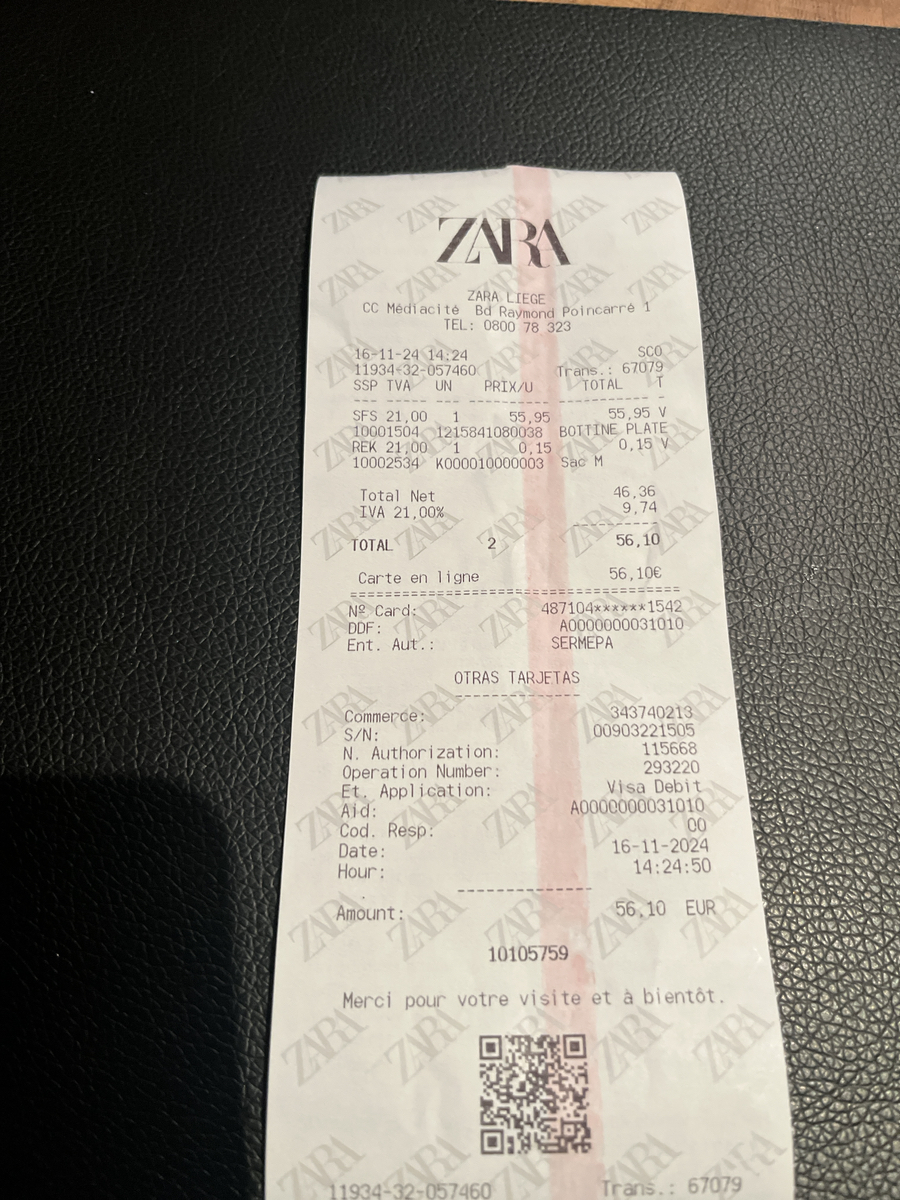 ZARA
ZARA LIEGE
CC Médiacité Bd Raymond Poincarré 1
TEL: 0800 78 323
16-11-24 14:24 SCO
11934-32-057460 Trans.: 67079
SSP TVA UN PRIX/U TOTAL T
SFS 21,00 1 55,95 55,95 V
10001504 1215841080038 BOTTINE PLATE
REK 21,00 1 0,15 0,15 V
10002534 K000010000003 Sac M
Total Net 46,36
IVA 21,00% 9,74
TOTAL 2 56,10
Carte en ligne 56,10€
Nº Card: 487104******1542
DDF: A0000000031010
Ent. Aut.: SERMEPA
OTRAS TARJETAS
Commerce: 343740213
S/N: 00903221505
N. Authorization: 115668
Operation Number: 293220
Et. Application: Visa Debit
Aid: A0000000031010
Cod. Resp: 00
Date: 16-11-2024
Hour: 14:24:50
Amount: 56,10 EUR
10105759
Merci pour votre visite et à bientôt.
11934-32-057460 Trans.: 67079